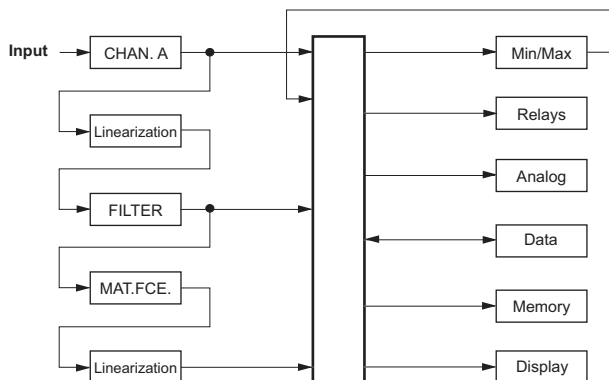 Input
CHAN. A
Min/Max
Linearization
Relays
Analog
FILTER
Data
MAT.FCE.
Memory
Linearization
Display